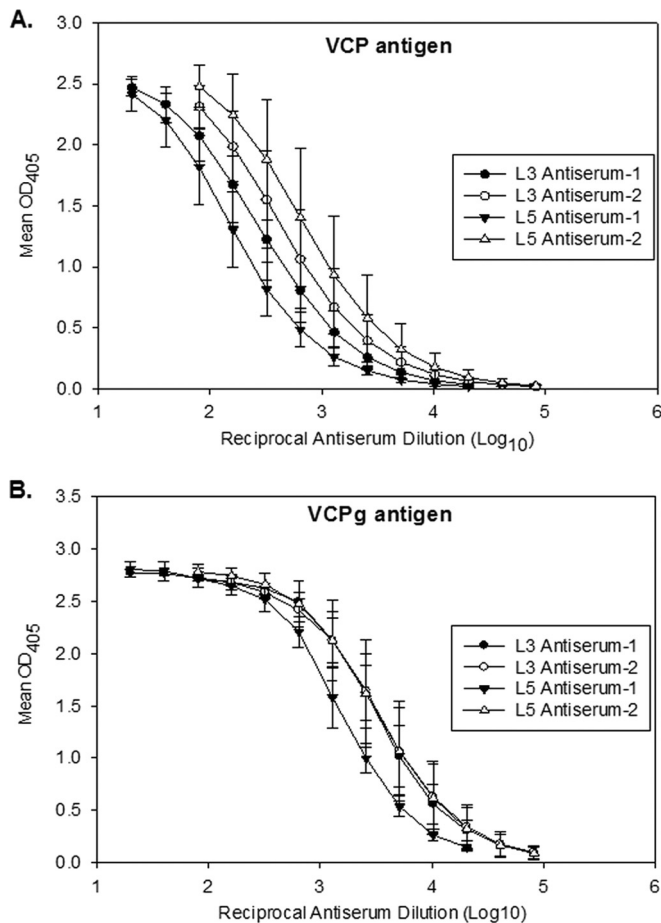 A.
VCP antigen
3.0
2.5
2.0
1.5
1.0
0.5
0.0
Mean OD405
L3 Antiserum-1
L3 Antiserum-2
L5 Antiserum-1
L5 Antiserum-2
1 2 3 4 5 6
Reciprocal Antiserum Dilution (Log10)
B.
VCPg antigen
3.5
3.0
2.5
2.0
1.5
1.0
0.5
0.0
Mean OD405
L3 Antiserum-1
L3 Antiserum-2
L5 Antiserum-1
L5 Antiserum-2
1 2 3 4 5 6
Reciprocal Antiserum Dilution (Log10)